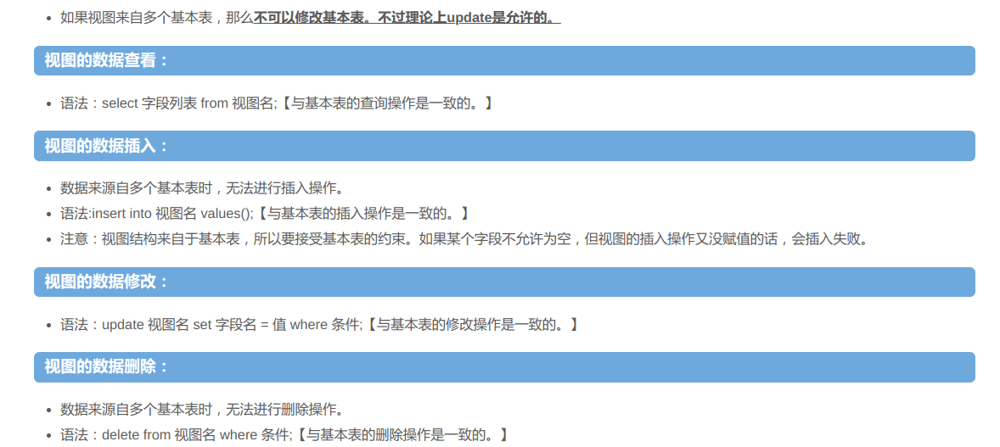 如果视图来自多个基本表，那么不可以修改基本表。不过理论上update是允许的。
视图的数据查看：
语法：select 字段列表 from 视图名;【与基本表的查询操作是一致的。】
视图的数据插入：
数据来源自多个基本表时，无法进行插入操作。
语法:insert into 视图名 values();【与基本表的插入操作是一致的。】
注意：视图结构来自于基本表，所以要接受基本表的约束。如果某个字段不允许为空，但视图的插入操作又没赋值的话，会插入失败。
视图的数据修改：
语法：update 视图名 set 字段名 = 值 where 条件;【与基本表的修改操作是一致的。】
视图的数据删除：
数据来源自多个基本表时，无法进行删除操作。
语法：delete from 视图名 where 条件;【与基本表的删除操作是一致的。】